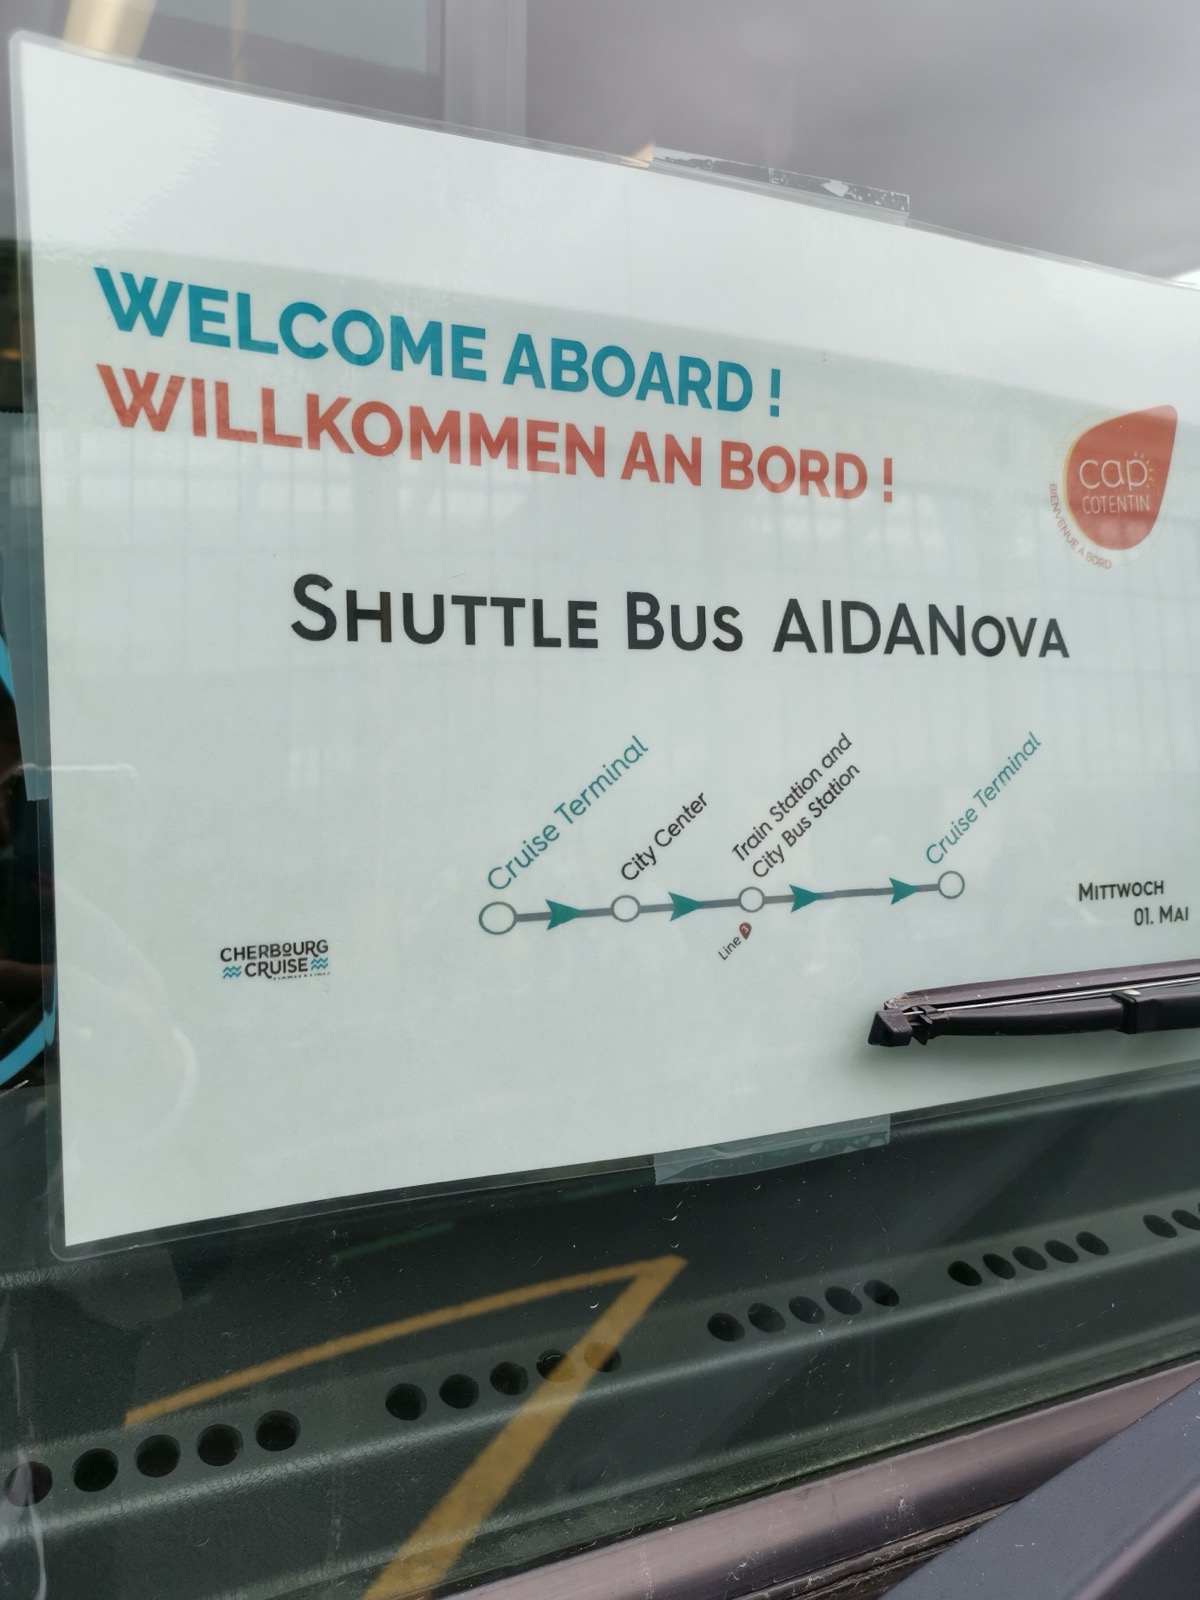 WELCOME ABOARD !
WILLKOMMEN AN BORD !
cap
COTENTIN
BIENVENUE À BORD
SHUTTLE BUS AIDANOVA
Cruise Terminal
City Center
Train Station and
City Bus Station
Cruise Terminal
Line
MITTWOCH
01. MAI
CHERBOURG
CRUISE